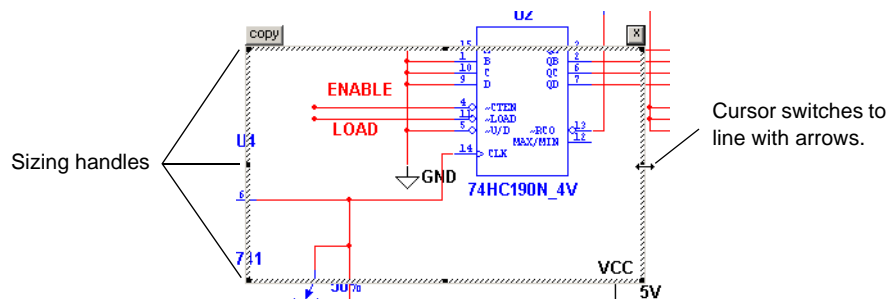 U2
copy
x
15
1 B QB 2
10 C QC 6
9 D QD 7
ENABLE
4 ~CTEN
11 ~LOAD
LOAD
5 ~U/D ~RCO 13
MAX/MIN 12
14 CLK
U4
GND
74HC190N_4V
6
741
VCC
50%
5V
Sizing handles
Cursor switches to
line with arrows.